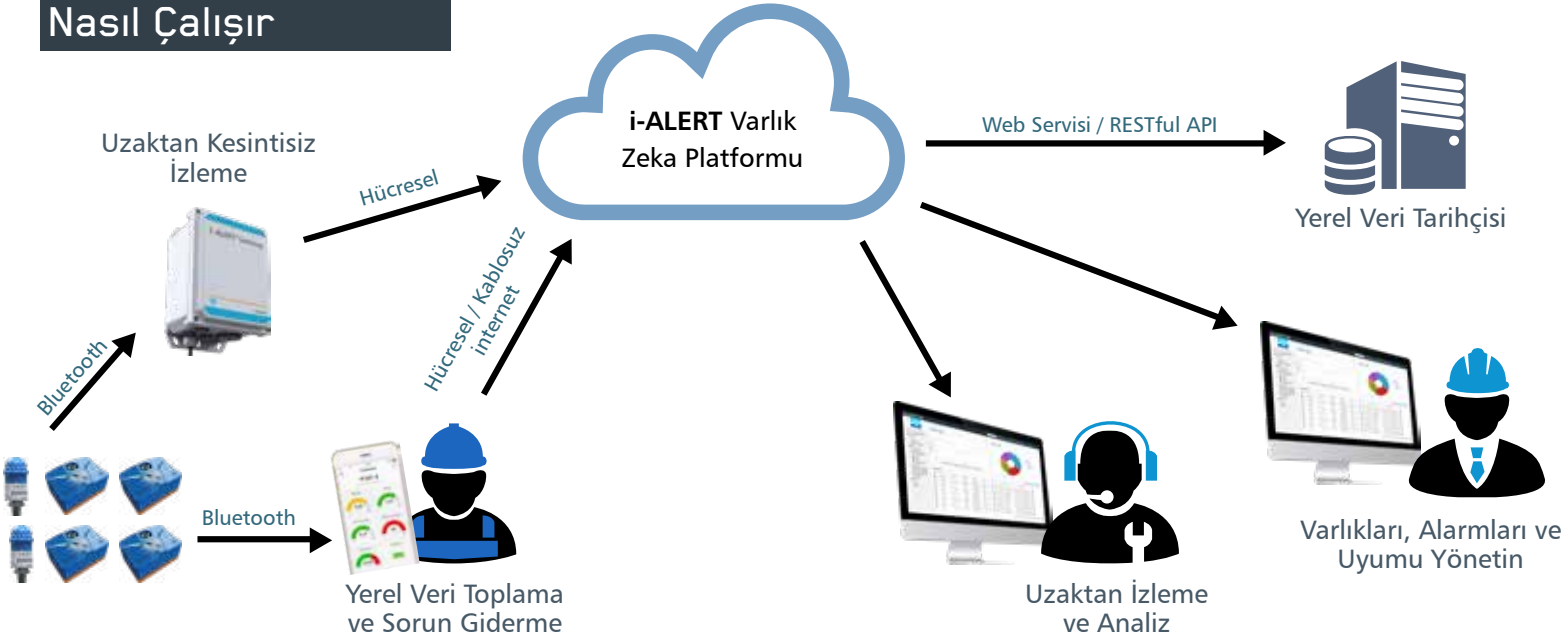 Nasıl Çalışır
Uzaktan Kesintisiz
İzleme
Hücresel
i-ALERT Varlık
Zeka Platformu
Web Servisi / RESTful API
Yerel Veri Tarihçisi
Bluetooth
Hücresel / Kablosuz
internet
Bluetooth
Yerel Veri Toplama
ve Sorun Giderme
Uzaktan İzleme
ve Analiz
Varlıkları, Alarmları ve
Uyumu Yönetin